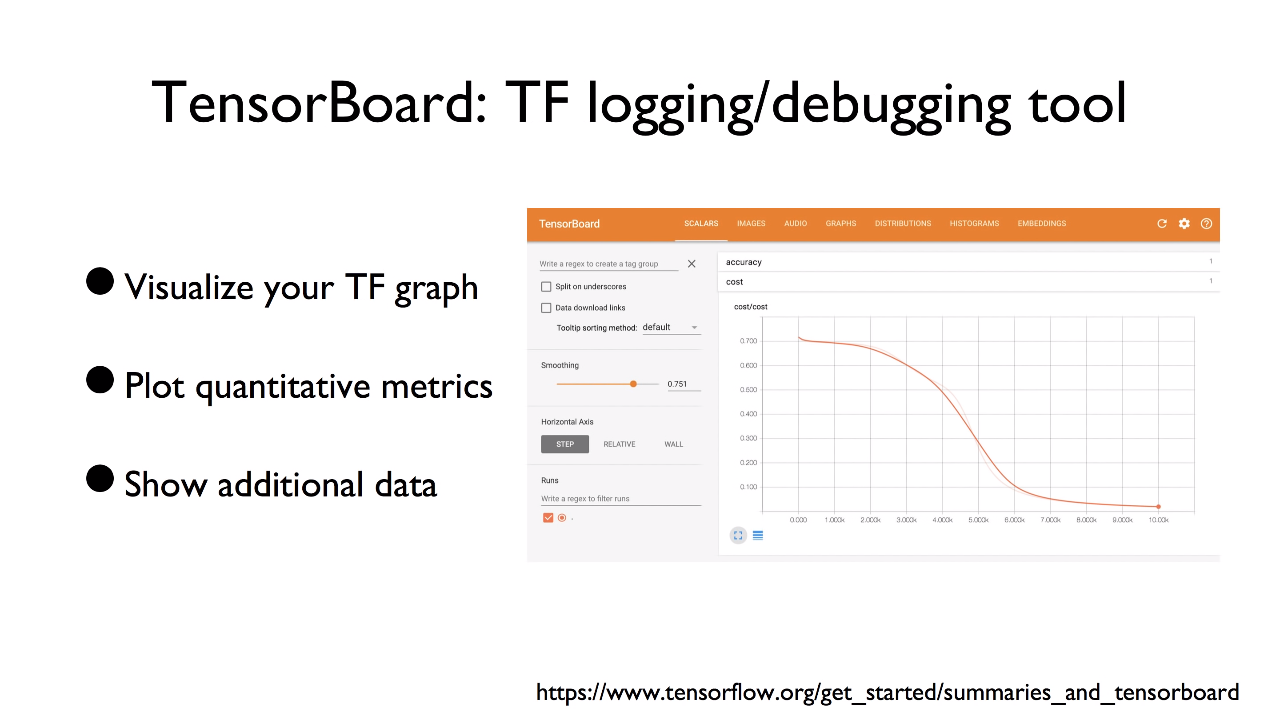 TensorBoard: TF logging/debugging tool
● Visualize your TF graph
● Plot quantitative metrics
● Show additional data
TensorBoard SCALARS IMAGES AUDIO GRAPHS DISTRIBUTIONS HISTOGRAMS EMBEDDINGS
Write a regex to create a tag group
Split on underscores
Data download links
Tooltip sorting method: default
Smoothing
0.751
Horizontal Axis
STEP RELATIVE WALL
Runs
Write a regex to filter runs
.
accuracy 1
cost 1
cost/cost
0.700
0.600
0.600
0.400
0.300
0.200
0.100
0.000 1.000k 2.000k 3.000k 4.000k 5.000k 6.000k 7.000k 8.000k 9.000k 10.00k
https://www.tensorflow.org/get_started/summaries_and_tensorboard